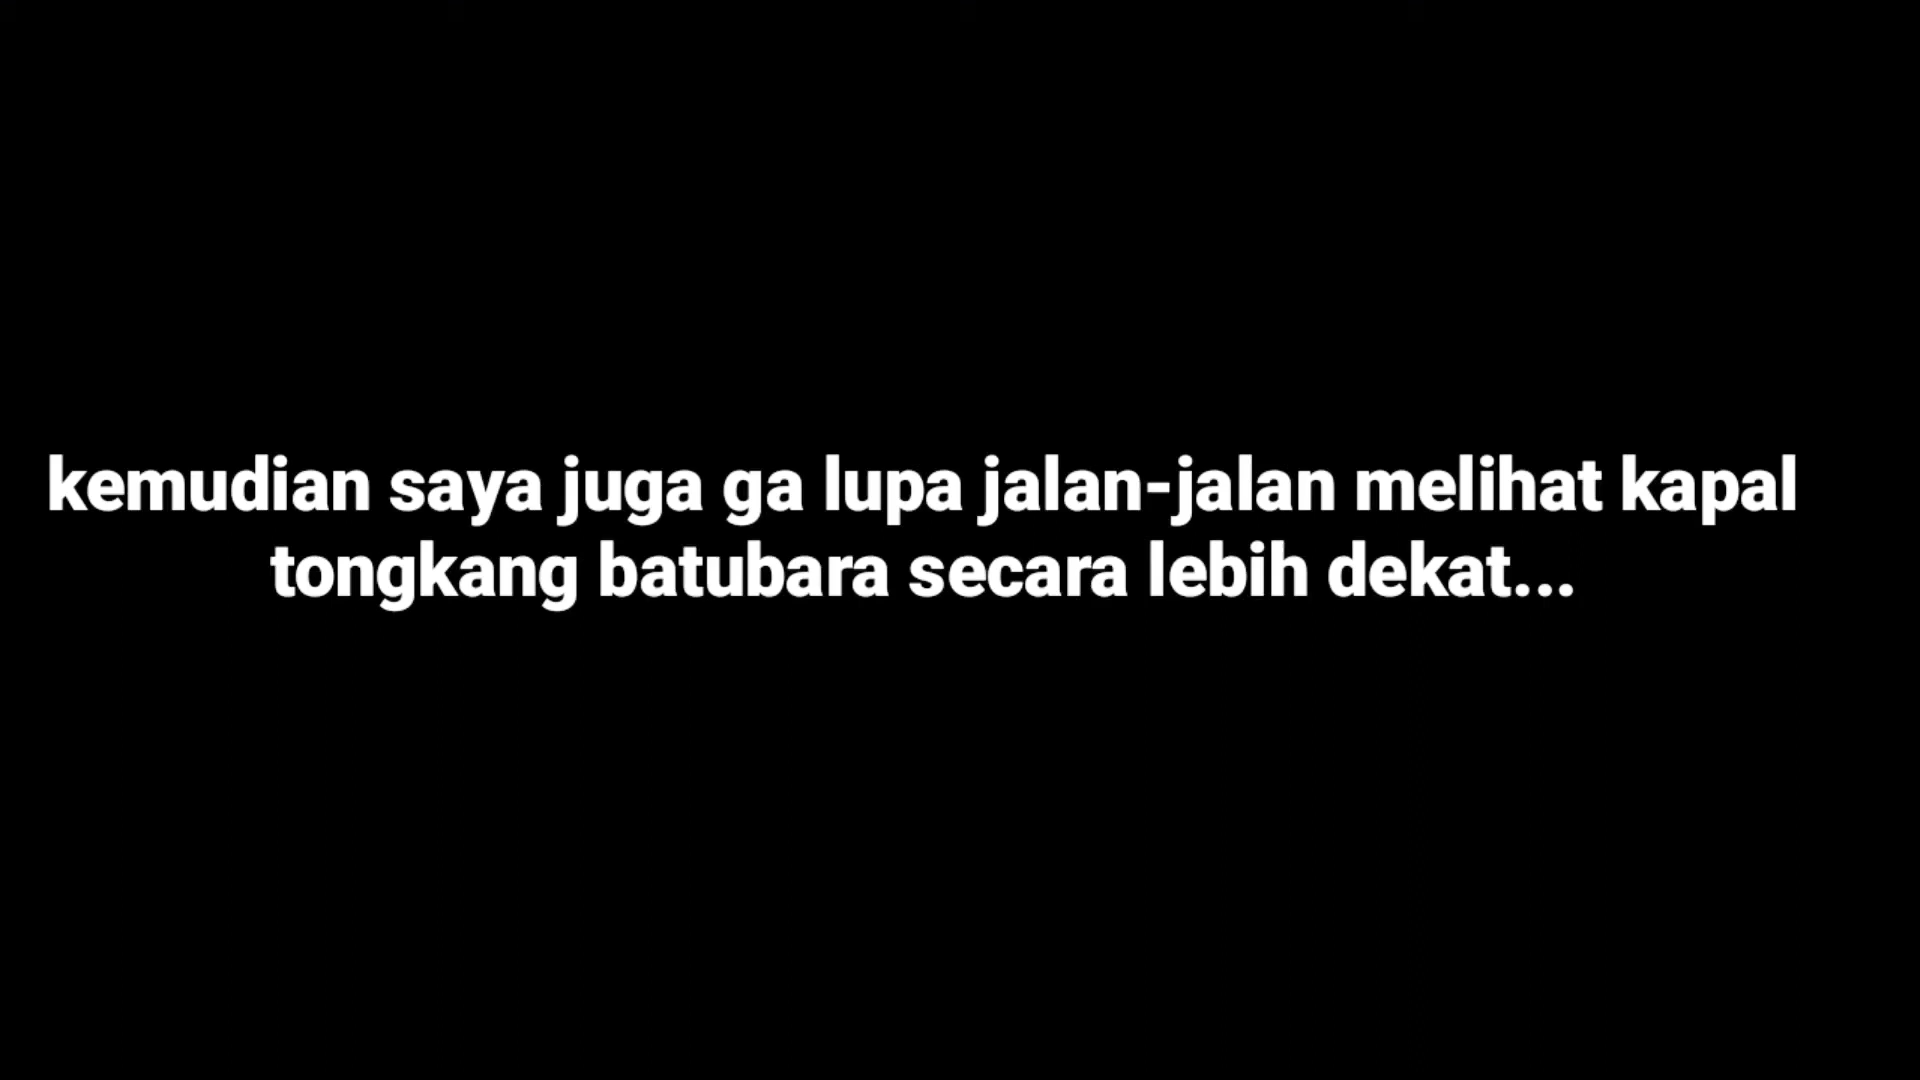 kemudian saya juga ga lupa jalan-jalan melihat kapal
tongkang batubara secara lebih dekat...